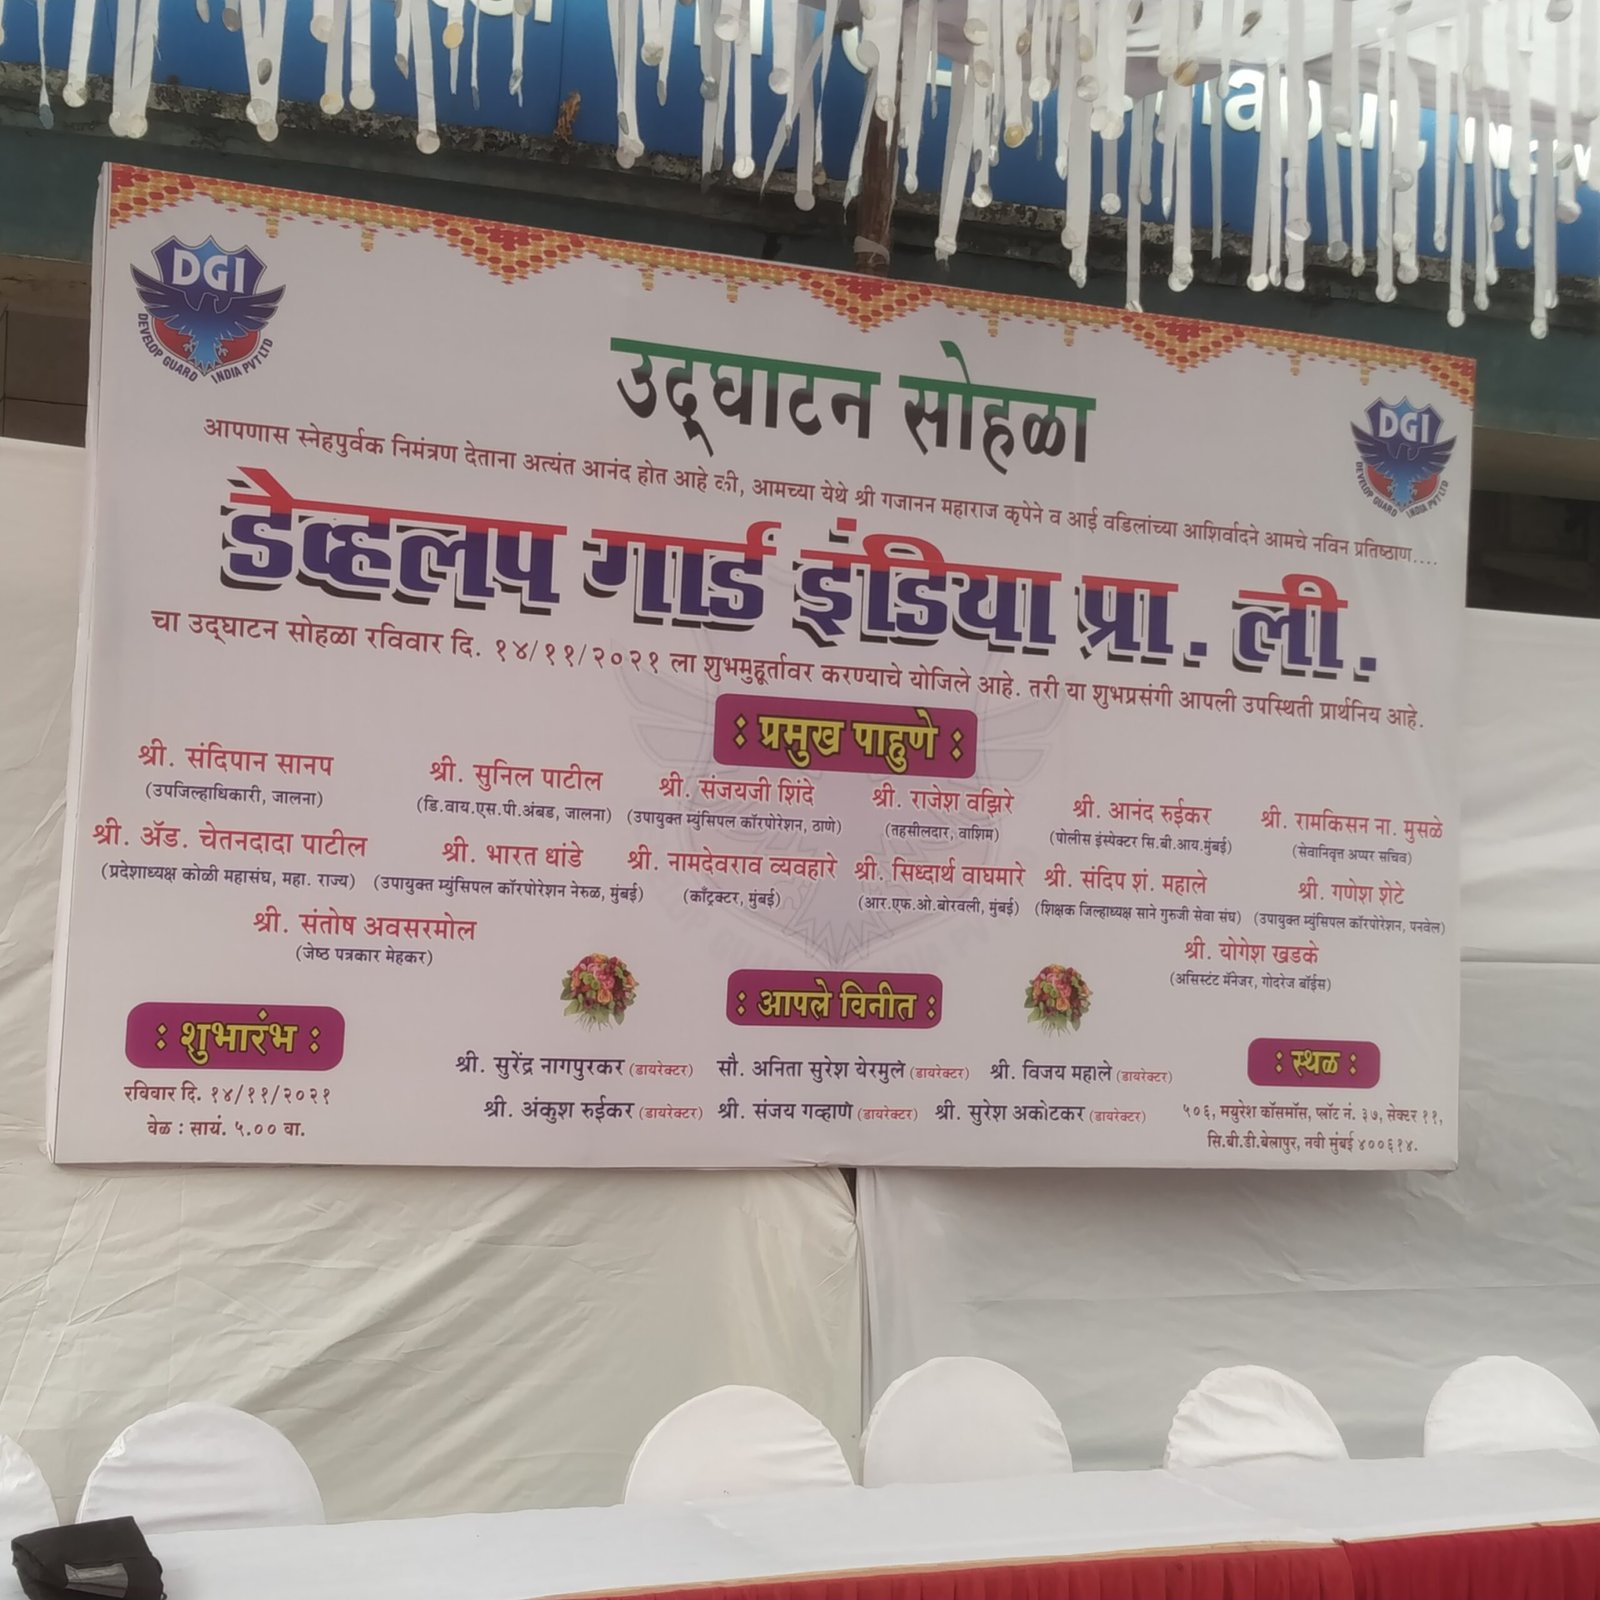 DGI
DEVELOP GUARD INDIA PVT LTD
उद्घाटन सोहळा
DGI
DEVELOP GUARD INDIA PVT LTD
आपणास स्नेहपुर्वक निमंत्रण देताना अत्यंत आनंद होत आहे की, आमच्या येथे श्री गजानन महाराज कृपेने व आई वडिलांच्या आशिर्वादने आमचे नविन प्रतिष्ठाण....
डेव्हलप गार्ड इंडिया प्रा. ली.
चा उद्घाटन सोहळा रविवार दि. १४/११/२०२१ ला शुभमुहूर्तावर करण्याचे योजिले आहे. तरी या शुभप्रसंगी आपली उपस्थिती प्रार्थनिय आहे.
: प्रमुख पाहुणे :
श्री. संदिपान सानप श्री. सुनिल पाटील श्री. संजयजी शिंदे श्री. राजेश वझिरे श्री. आनंद रुईकर श्री. रामकिसन ना. मुसळे
(उपजिल्हाधिकारी, जालना) (डि.वाय.एस.पी.अंबड, जालना) (उपायुक्त म्युंसिपल कॉरपोरेशन, ठाणे) (तहसीलदार, वाशिम) (पोलीस इंस्पेक्टर सि.बी.आय.मुंबई) (सेवानिवृत्त अप्पर सचिव)
श्री. ॲड. चेतनदादा पाटील श्री. भारत धांडे श्री. नामदेवराव व्यवहारे श्री. सिध्दार्थ वाघमारे श्री. संदिप शं. महाले श्री. गणेश शेटे
(प्रदेशाध्यक्ष कोळी महासंघ, महा. राज्य) (उपायुक्त म्युंसिपल कॉरपोरेशन नेरुळ, मुंबई) (काँट्रक्टर, मुंबई) (आर.एफ.ओ.बोरवली, मुंबई) (शिक्षक जिल्हाध्यक्ष साने गुरुजी सेवा संघ) (उपायुक्त म्युंसिपल कॉरपोरेशन, पनवेल)
श्री. संतोष अवसरमोल श्री. योगेश खडके
(जेष्ठ पत्रकार मेहकर) (असिस्टंट मॅनेजर, गोदरेज बॉईस)
: आपले विनीत :
: शुभारंभ :
रविवार दि. १४/११/२०२१
वेळ : सायं. ५.०० वा.
श्री. सुरेंद्र नागपुरकर (डायरेक्टर) सौ. अनिता सुरेश येरमुले (डायरेक्टर) श्री. विजय महाले (डायरेक्टर)
श्री. अंकुश रुईकर (डायरेक्टर) श्री. संजय गव्हाणे (डायरेक्टर) श्री. सुरेश अकोटकर (डायरेक्टर)
: स्थळ :
५०६, मयुरेश कॉसमॉस, प्लॉट नं. ३७, सेक्टर ११,
सि.बी.डी.बेलापुर, नवी मुंबई ४००६१४.